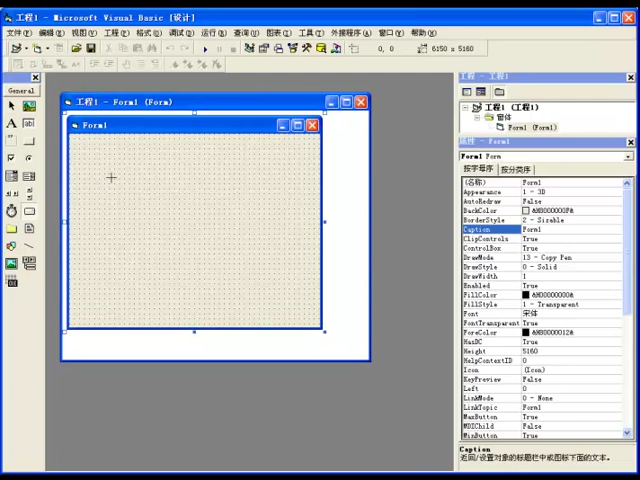 工程1 - Microsoft Visual Basic [设计]
文件(F) 编辑(E) 视图(V) 工程(P) 格式(O) 调试(D) 运行(R) 查询(U) 图表(I) 工具(T) 外接程序(A) 窗口(W) 帮助(H)
0, 0 6150 x 5160
General
工程1 - Form1 (Form)
Form1
工程 - 工程1
工程1 (工程1)
窗体
Form1 (Form1)
属性 - Form1
Form1 Form
按字母序 按分类序
(名称) Form1
Appearance 1 - 3D
AutoRedraw False
BackColor &H8000000F&
BorderStyle 2 - Sizable
Caption Form1
ClipControls True
ControlBox True
DrawMode 13 - Copy Pen
DrawStyle 0 - Solid
DrawWidth 1
Enabled True
FillColor &H00000000&
FillStyle 1 - Transparent
Font 宋体
FontTransparent True
ForeColor &H80000012&
HasDC True
Height 5160
HelpContextID 0
Icon (Icon)
KeyPreview False
Left 0
LinkMode 0 - None
LinkTopic Form1
MaxButton True
MDIChild False
MinButton True
Caption
返回/设置对象的标题栏中或图标下面的文本。